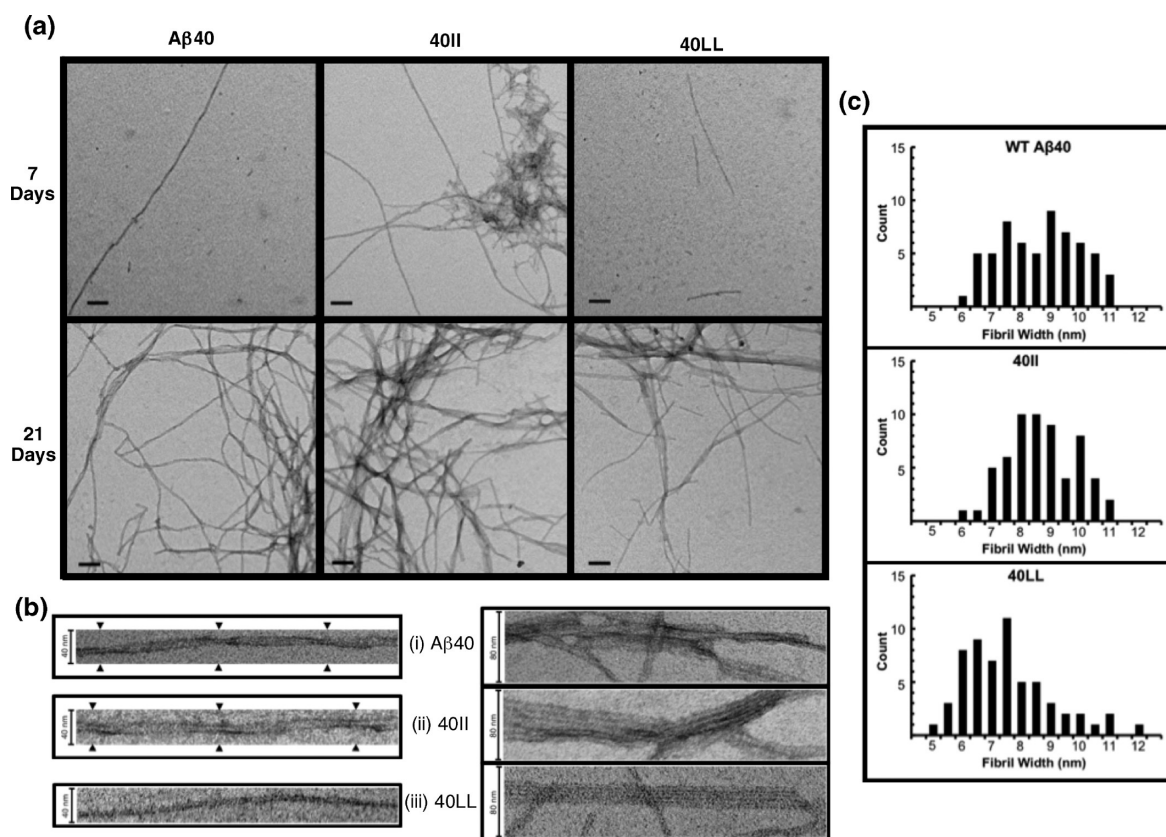 (a)
Aβ40 40II 40LL
7
Days
21
Days
(b)
40 nm
(i) Aβ40
80 nm
40 nm
(ii) 40II
80 nm
40 nm
(iii) 40LL
80 nm
(c)
WT Aβ40
15
10
5
Count
5 6 7 8 9 10 11 12
Fibril Width (nm)
40II
15
10
5
Count
5 6 7 8 9 10 11 12
Fibril Width (nm)
40LL
15
10
5
Count
5 6 7 8 9 10 11 12
Fibril Width (nm)